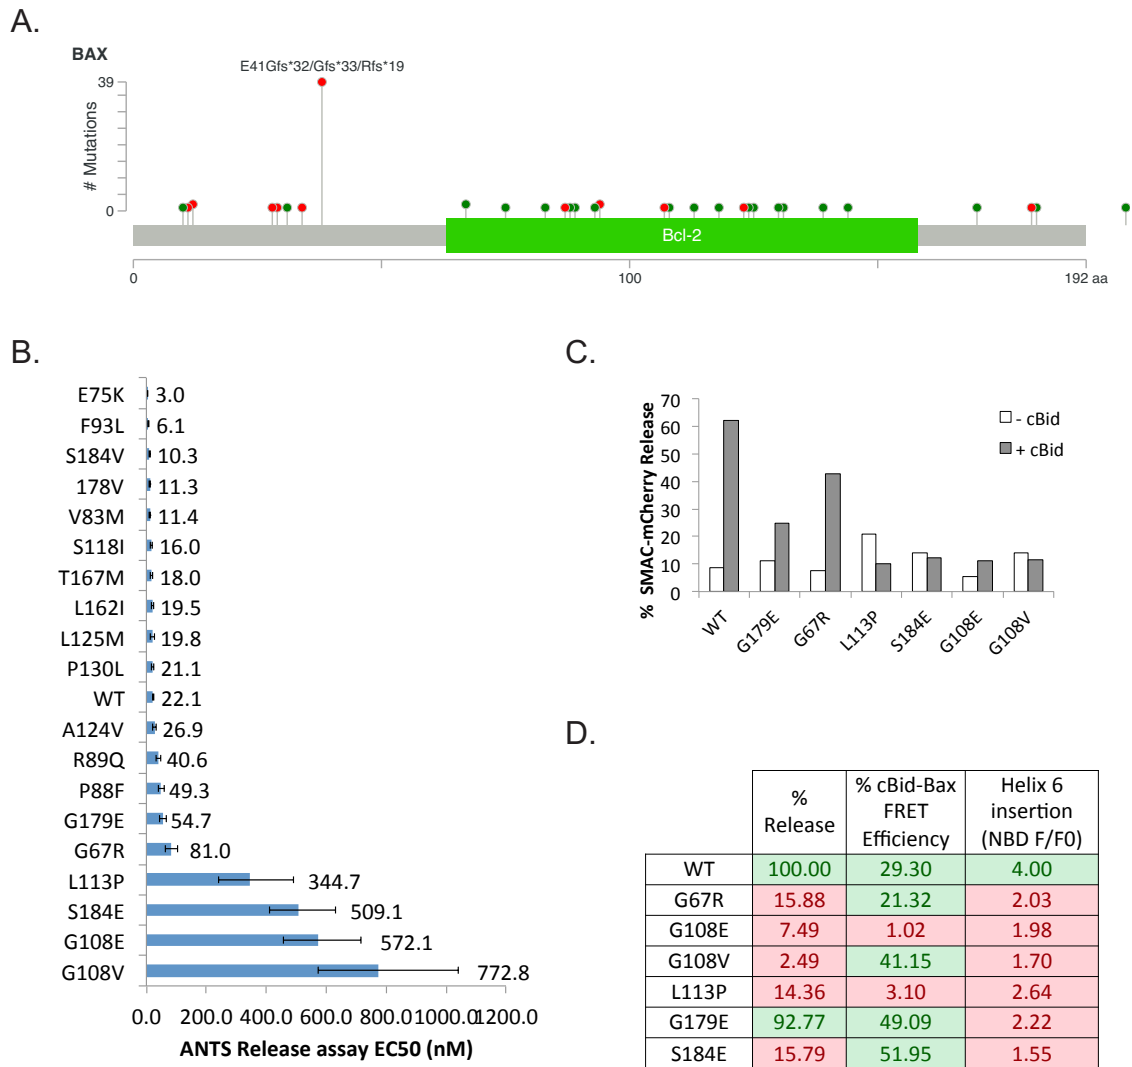 A.
BAX
E41Gfs*32/Gfs*33/Rfs*19
39
# Mutations
0
Bcl-2
0
100
192 aa
B.
E75K 3.0
F93L 6.1
S184V 10.3
178V 11.3
V83M 11.4
S118I 16.0
T167M 18.0
L162I 19.5
L125M 19.8
P130L 21.1
WT 22.1
A124V 26.9
R89Q 40.6
P88F 49.3
G179E 54.7
G67R 81.0
L113P 344.7
S184E 509.1
G108E 572.1
G108V 772.8
0.0 200.0 400.0 600.0 800.0 1000.0 1200.0
ANTS Release assay EC50 (nM)
C.
% SMAC-mCherry Release
70
60
50
40
30
20
10
0
- cBid
+ cBid
WT G179E G67R L113P S184E G108E G108V
D.
% Release
% cBid-Bax FRET Efficiency
Helix 6 insertion (NBD F/F0)
WT 100.00 29.30 4.00
G67R 15.88 21.32 2.03
G108E 7.49 1.02 1.98
G108V 2.49 41.15 1.70
L113P 14.36 3.10 2.64
G179E 92.77 49.09 2.22
S184E 15.79 51.95 1.55